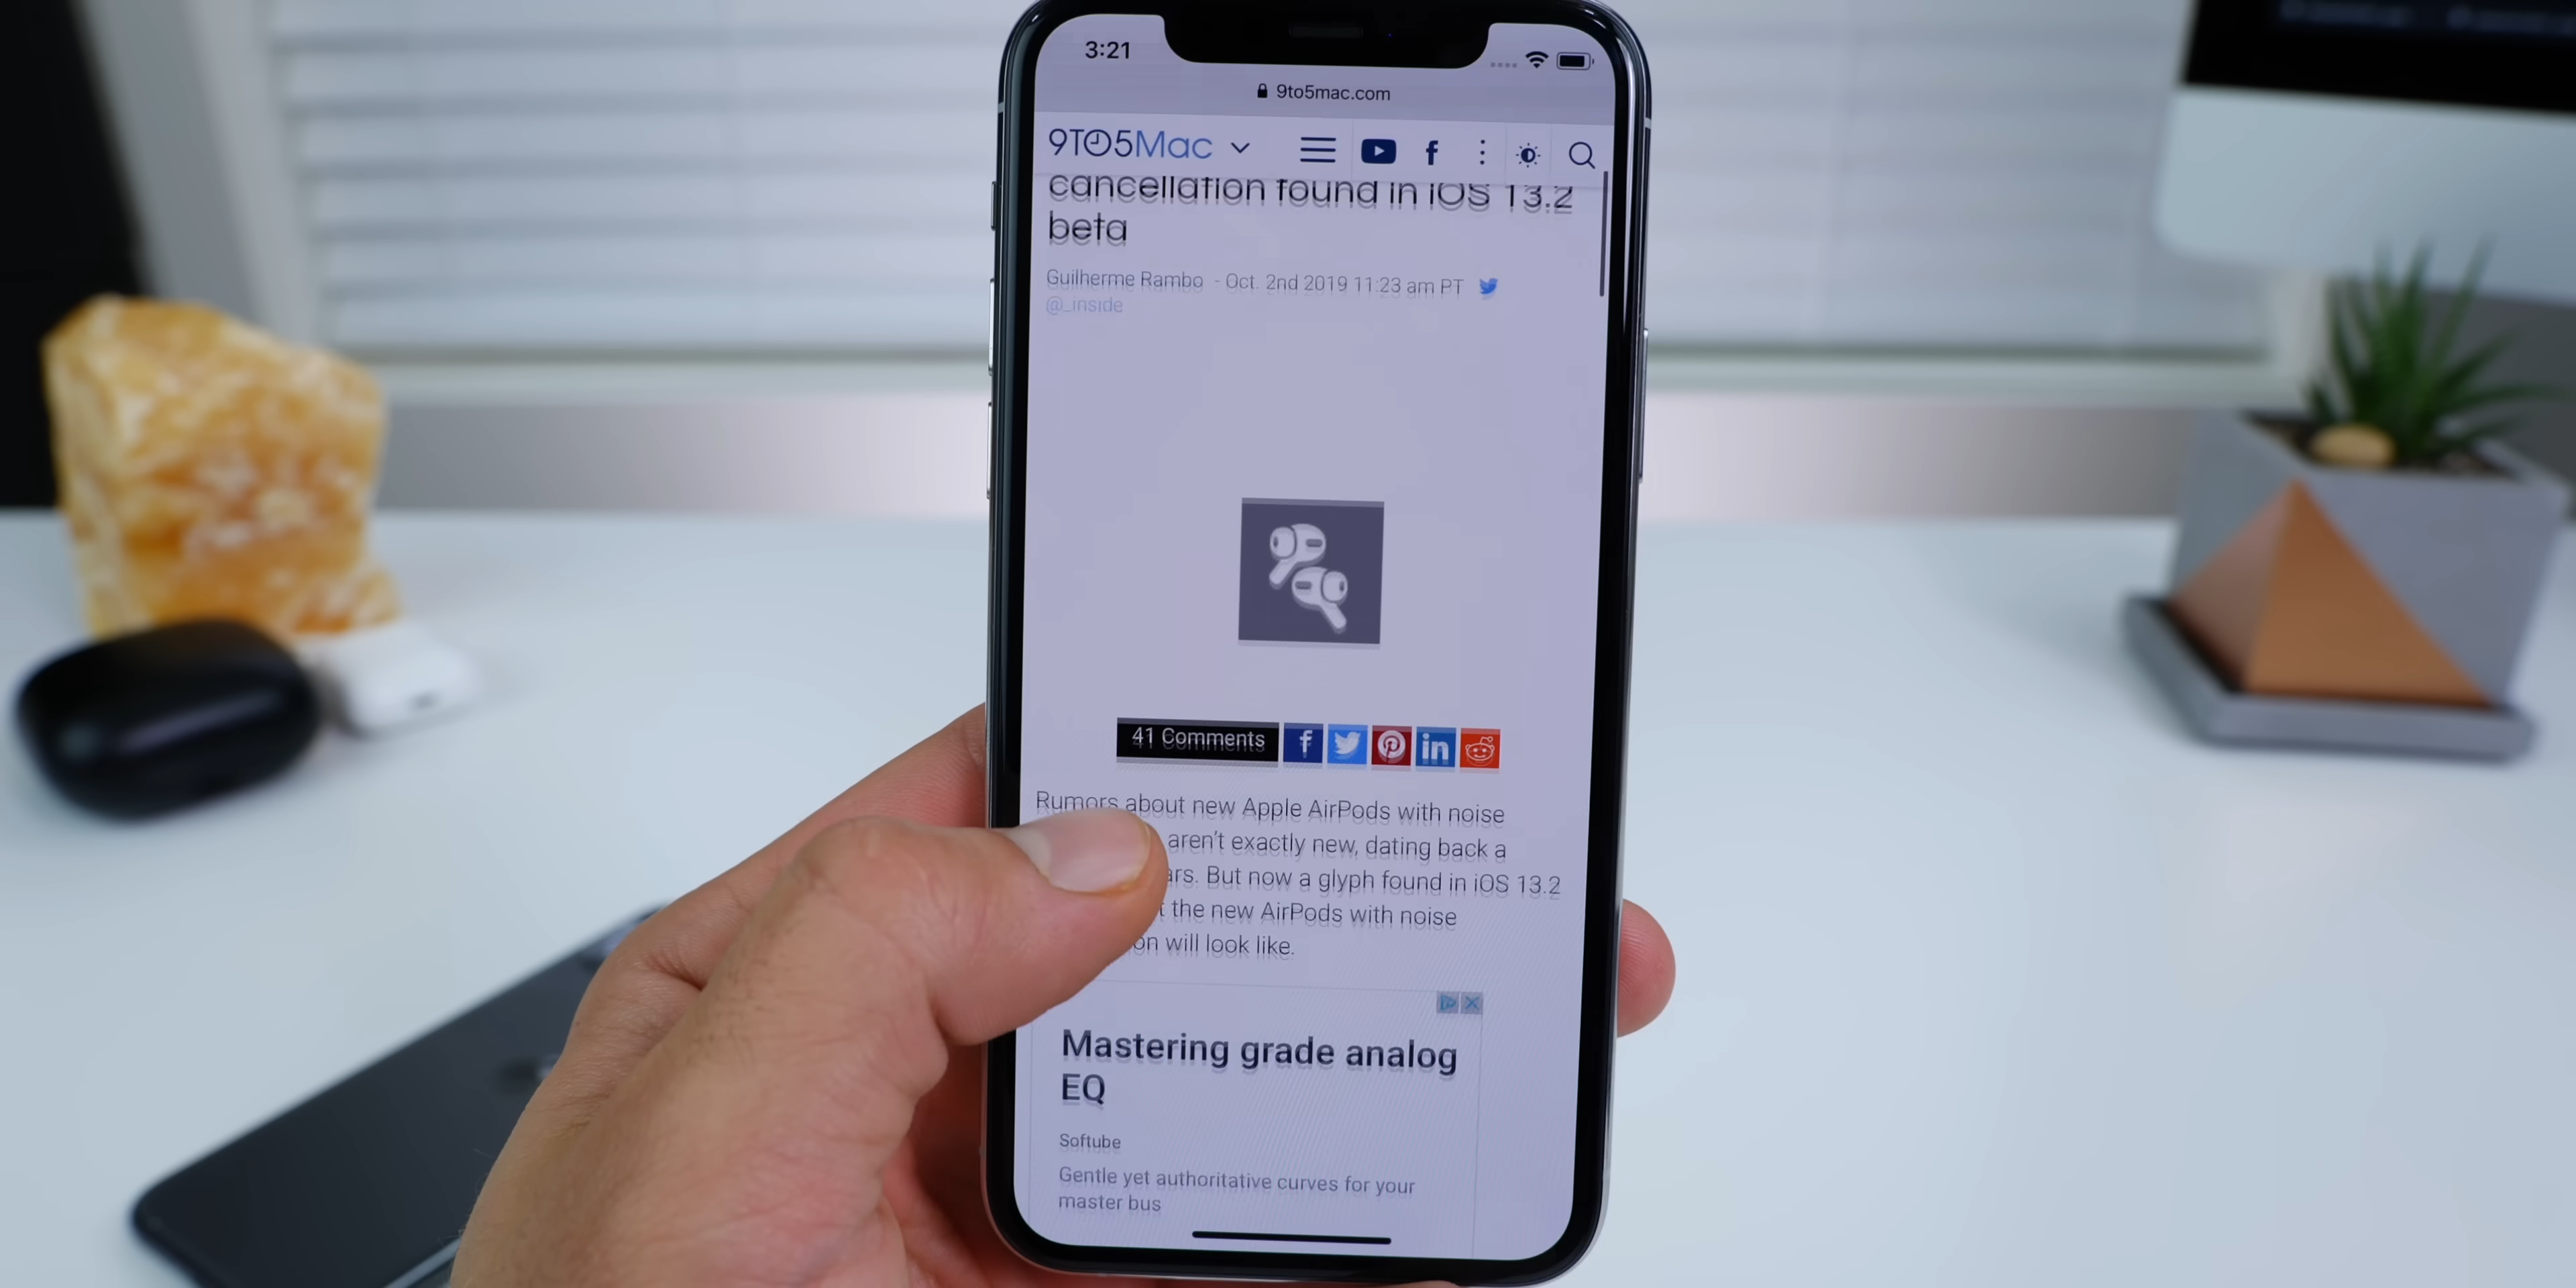 3:21
9to5mac.com
9TO5Mac
cancellation found in iOS 13.2
beta
Guilherme Rambo - Oct. 2nd 2019 11:23 am PT
@_inside
41 Comments
Rumors about new Apple AirPods with noise
aren't exactly new, dating back a
ars. But now a glyph found in iOS 13.2
t the new AirPods with noise
on will look like.
Mastering grade analog
EQ
Softube
Gentle yet authoritative curves for your
master bus